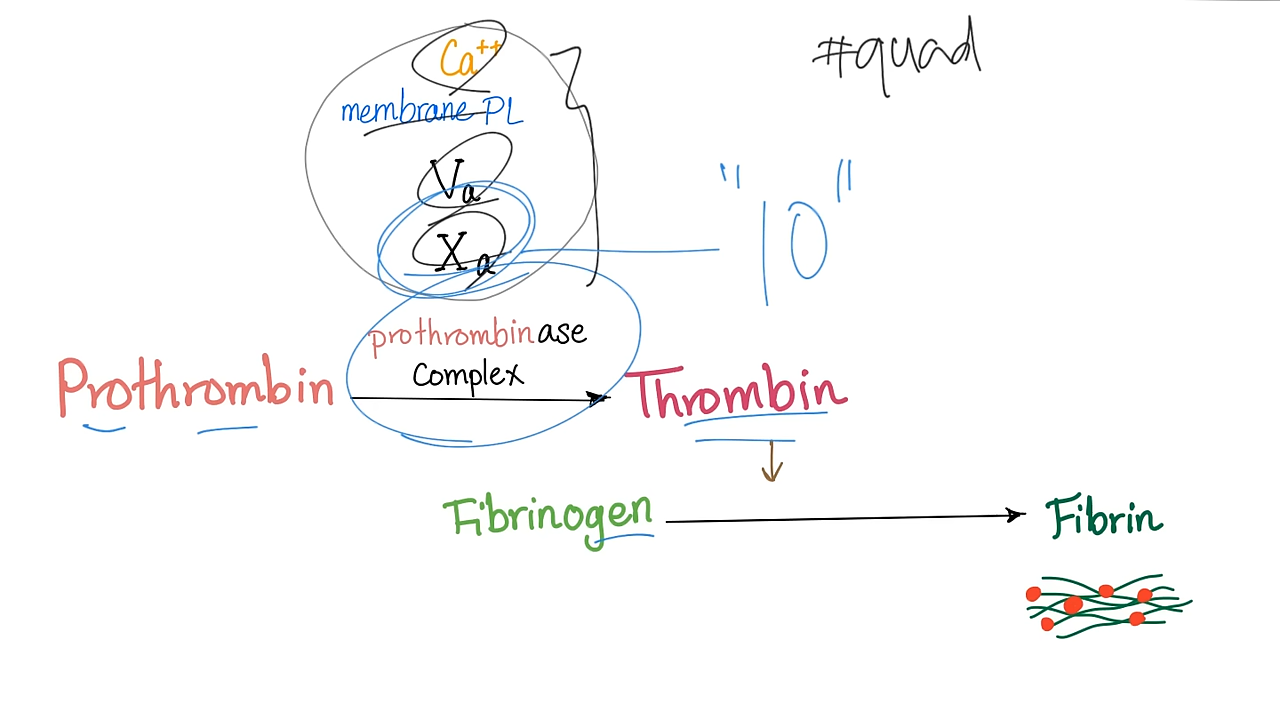 #quad
Ca++
membrane PL
Va
Xa
"10"
prothrombinase
Complex
Prothrombin
Thrombin
Fibrinogen
Fibrin